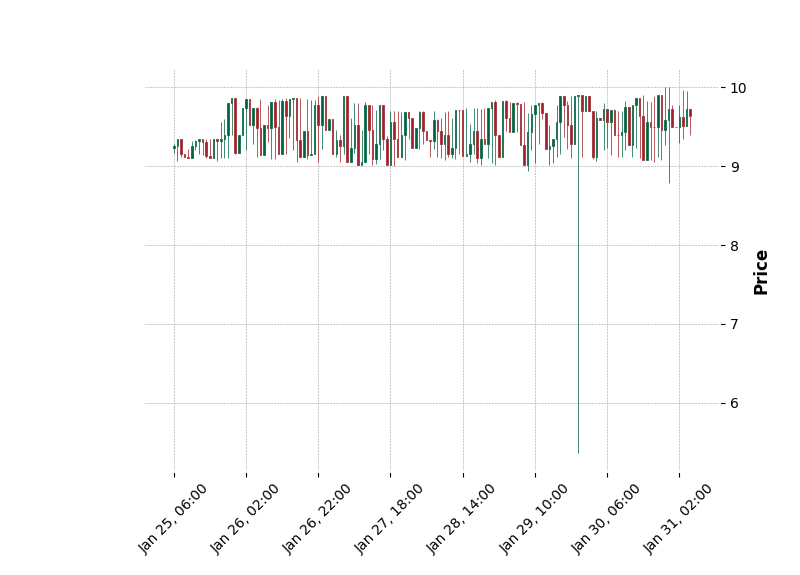 10
9
8
7
6
Price
Jan 25, 06:00
Jan 26, 02:00
Jan 26, 22:00
Jan 27, 18:00
Jan 28, 14:00
Jan 29, 10:00
Jan 30, 06:00
Jan 31, 02:00